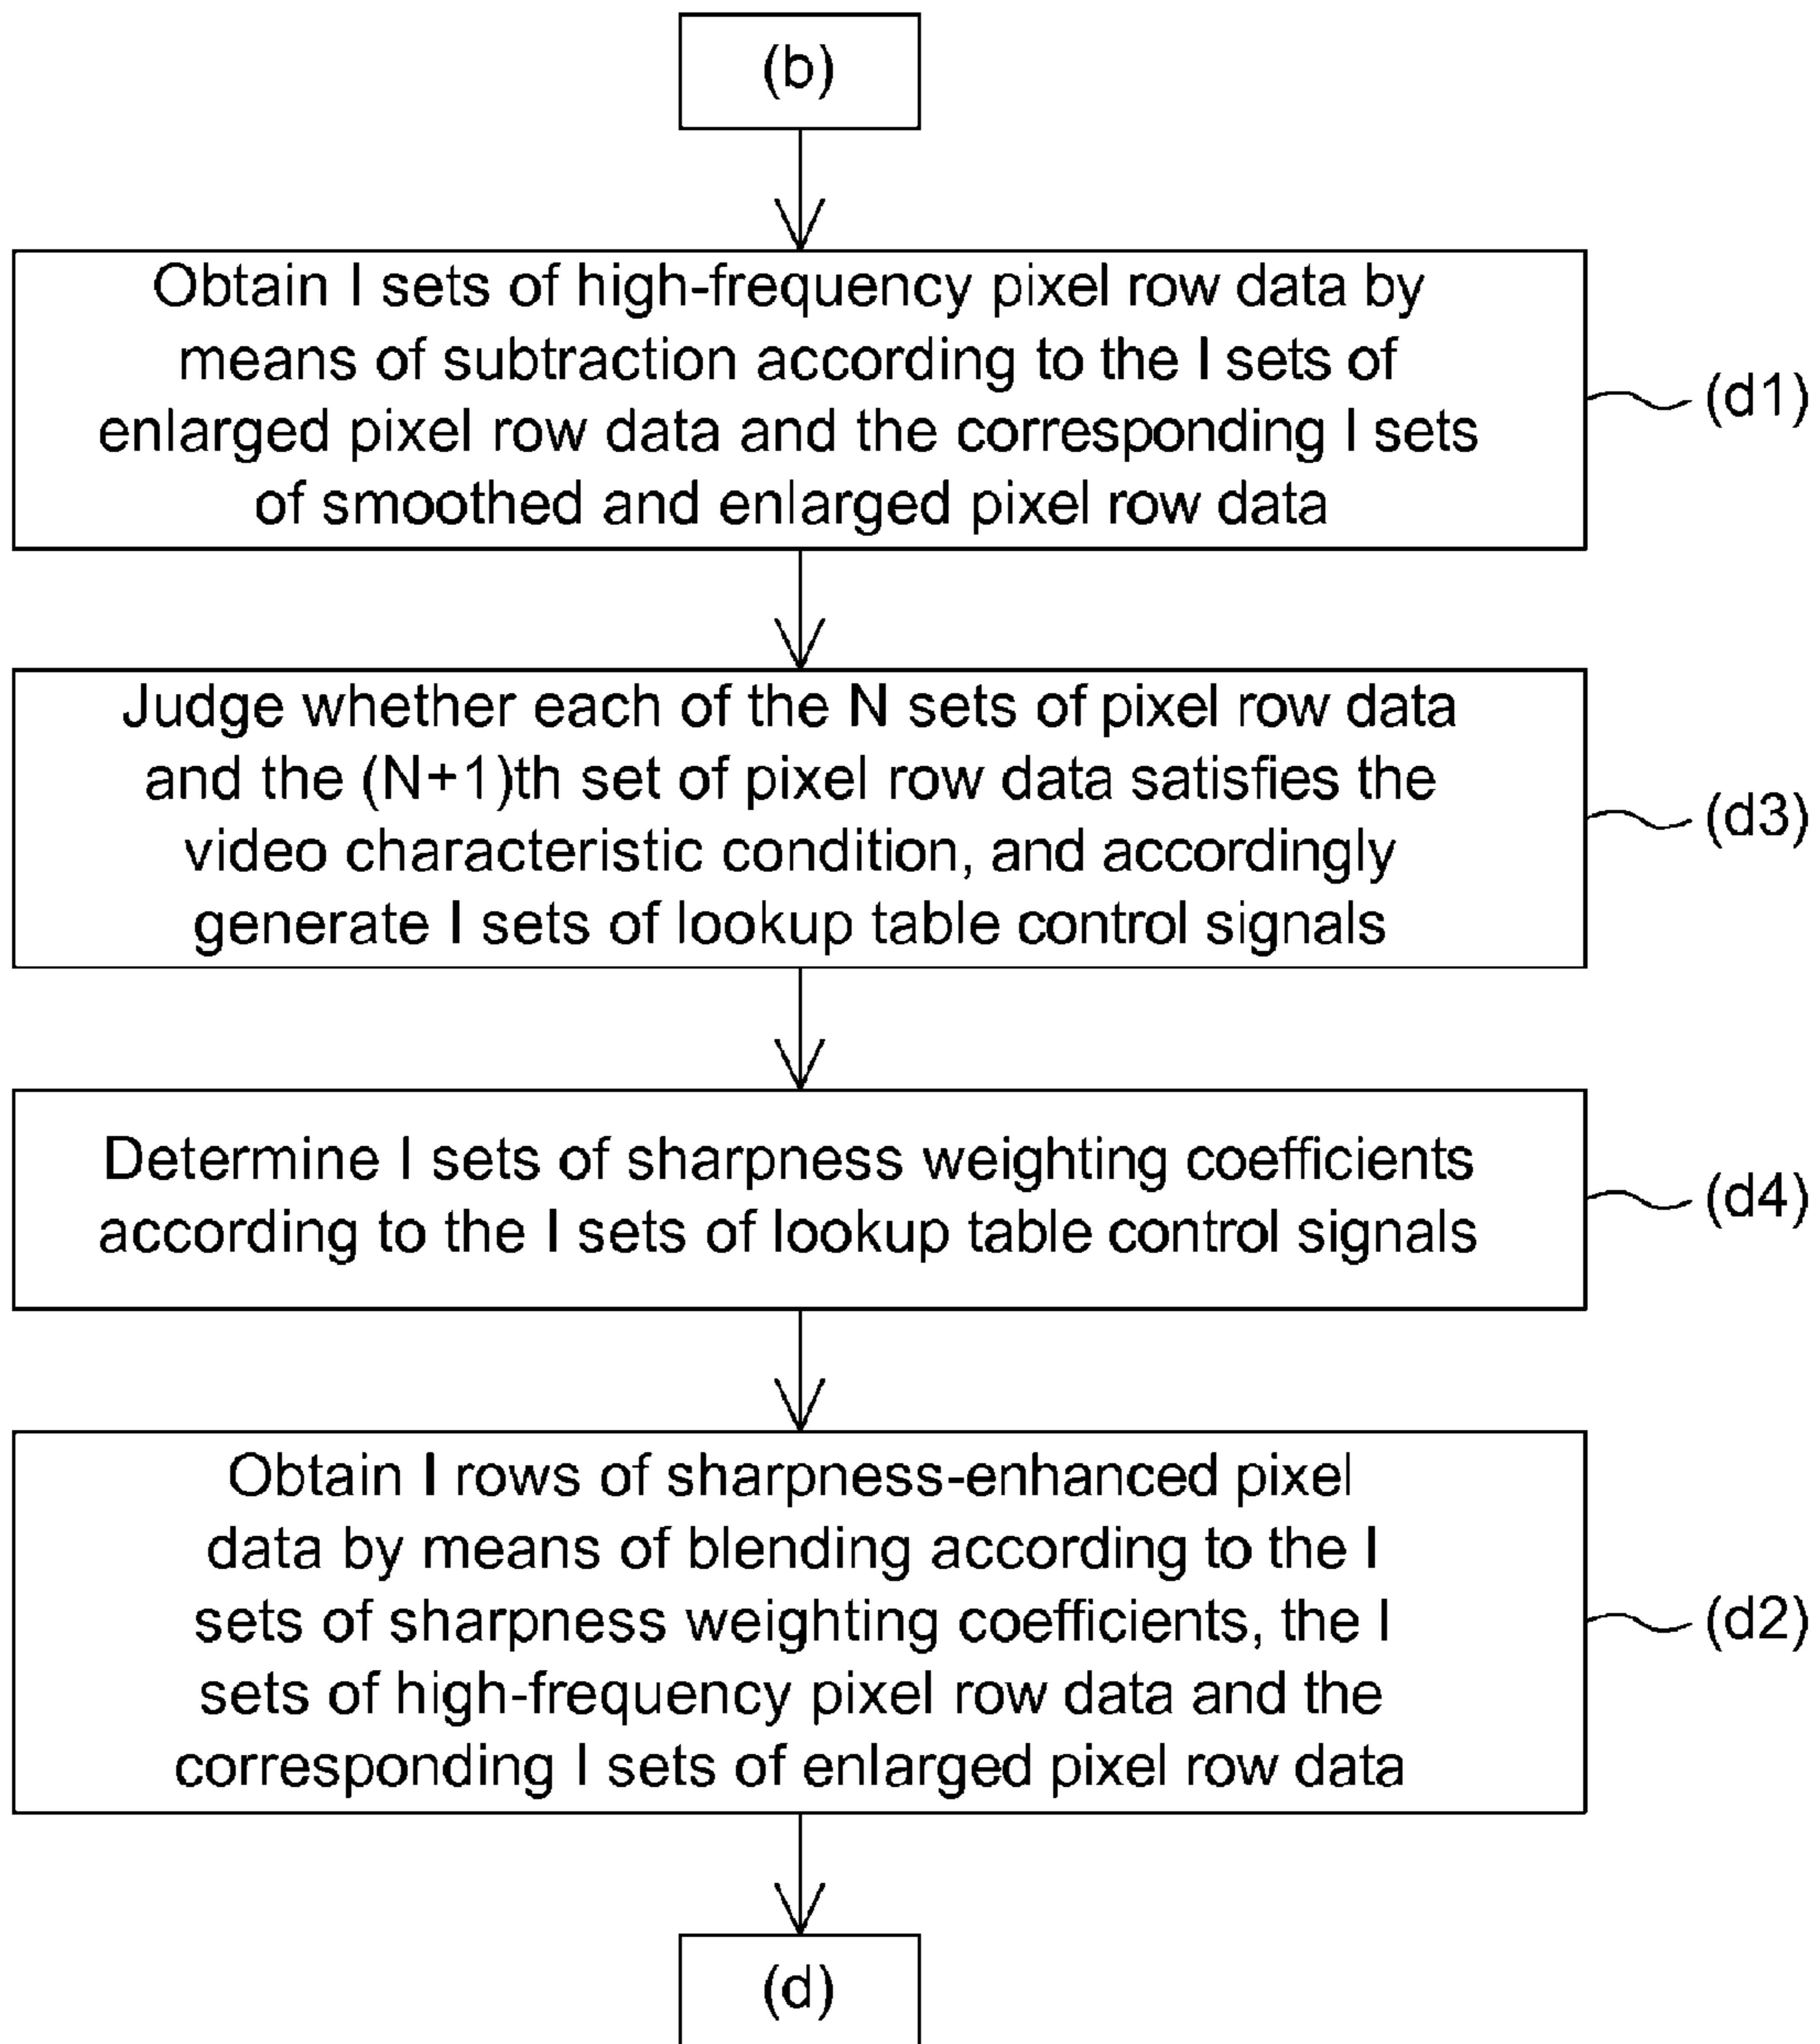 (b)
Obtain I sets of high-frequency pixel row data by
means of subtraction according to the I sets of
enlarged pixel row data and the corresponding I sets
of smoothed and enlarged pixel row data
(d1)
Judge whether each of the N sets of pixel row data
and the (N+1)th set of pixel row data satisfies the
video characteristic condition, and accordingly
generate I sets of lookup table control signals
(d3)
Determine I sets of sharpness weighting coefficients
according to the I sets of lookup table control signals
(d4)
Obtain I rows of sharpness-enhanced pixel
data by means of blending according to the I
sets of sharpness weighting coefficients, the I
sets of high-frequency pixel row data and the
corresponding I sets of enlarged pixel row data
(d2)
(d)